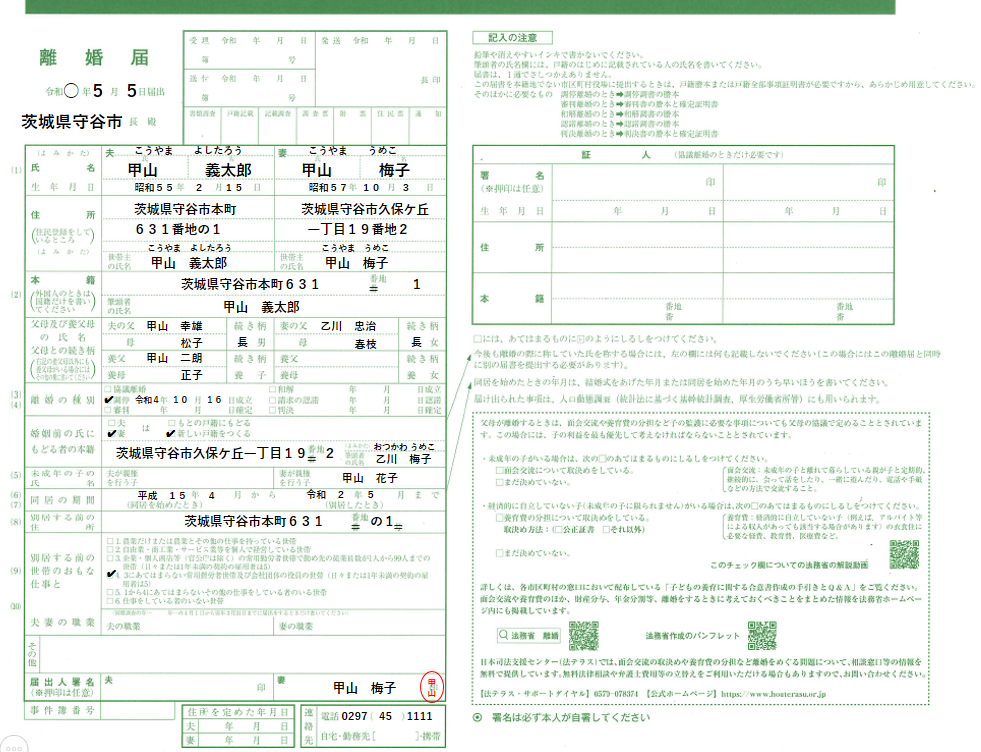 離婚届
令和〇年5月5日届出
茨城県守谷市 長殿
受理 令和 年 月 日
第 号
発送 令和 年 月 日
送付 令和 年 月 日
第 号
長印
書類調査 戸籍記載 記載調査 調査票 附票 住民票 通知
(よみかた) 夫 こうやま よしたろう 妻 こうやま うめこ
(1) 氏名 氏 名 氏 名
甲山 義太郎 甲山 梅子
生年月日 昭和55年 2月15日 昭和57年10月3日
住所 茨城県守谷市本町 茨城県守谷市久保ケ丘
(住民登録をしているところ) 631番地の1 一丁目19番地2
(よみかた) こうやま よしたろう こうやま うめこ
世帯主の氏名 甲山 義太郎 世帯主の氏名 甲山 梅子
(2) 本籍 茨城県守谷市本町631 番地 番 1
(外国人のときは国籍だけを書いてください)
筆頭者の氏名 甲山 義太郎
父母及び養父母の氏名
父母との続き柄
夫の父 甲山 幸雄 続き柄 妻の父 乙川 忠治 続き柄
母 松子 長男 母 春枝 長女
養父 甲山 二朗 続き柄 養父 続き柄
養母 正子 養子 養母 養女
(3)(4) 離婚の種別
□協議離婚 □和解 年 月 日成立
✔調停 令和4年10月16日成立 □請求の認諾 年 月 日認諾
□審判 年 月 日確定 □判決 年 月 日確定
婚姻前の氏にもどる者の本籍
□夫 ✔妻 は □もとの戸籍にもどる ✔新しい戸籍をつくる
茨城県守谷市久保ケ丘一丁目19 番 2
(よみかた) おつかわ うめこ
筆頭者の氏名 乙川 梅子
(5) 未成年の子の氏名 夫が親権を行う子 妻が親権を行う子 甲山 花子
(6)(7) 同居の期間 平成 15年 4月から 令和 2年 5月まで
(同居を始めたとき) (別居したとき)
(8) 別居する前の住所 茨城県守谷市本町631 番地 番 の1 号
(9) 別居する前の世帯のおもな仕事と
□1.農業だけまたは農業とその他の仕事を持っている世帯
□2.自由業・商工業・サービス業等を個人で経営している世帯
□3.企業・個人商店等(官公庁は除く)の常用勤労者世帯で勤め先の従業員数が1人から99人までの世帯(日々または1年未満の契約の雇用者は5)
✔4.3にあてはまらない常用勤労者世帯及び会社団体の役員の世帯(日々または1年未満の契約の雇用者は5)
□5.1から4にあてはまらないその他の仕事をしている者のいる世帯
□6.仕事をしている者のいない世帯
(10) 夫妻の職業
夫の職業 妻の職業
その他
届出人署名(※押印は任意) 夫 印 妻 甲山 梅子 甲山
事件簿番号
住所を定めた年月日
夫 年 月 日
妻 年 月 日
連絡先 電話0297(45)1111
自宅・勤務先[ ]・携帯
記入の注意
鉛筆や消えやすいインキで書かないでください。
筆頭者の氏名欄には、戸籍のはじめに記載されている人の氏名を書いてください。
届書は、1通でさしつかえありません。
この届書を本籍地でない市区町村役場に提出するときは、戸籍謄本または戸籍全部事項証明書が必要ですから、あらかじめ用意してください。
そのほかに必要なもの 調停離婚のとき➡調停調書の謄本
審判離婚のとき➡審判書の謄本と確定証明書
和解離婚のとき➡和解調書の謄本
認諾離婚のとき➡認諾調書の謄本
判決離婚のとき➡判決書の謄本と確定証明書
証人 (協議離婚のときだけ必要です)
署名(※押印は任意) 印 印
生年月日 年 月 日 年 月 日
住所
本籍 番地 番 番地 番
□には、あてはまるものに☑のようにしるしをつけてください。
今後も離婚の際に称していた氏を称する場合には、左の欄には何も記載しないでください(この場合にはこの離婚届と同時に別の届書を提出する必要があります)。
同居を始めたときの年月は、結婚式をあげた年月または同居を始めた年月のうち早いほうを書いてください。
届け出られた事項は、人口動態調査(統計法に基づく基幹統計調査、厚生労働省所管)にも用いられます。
父母が離婚するときは、面会交流や養育費の分担など子の監護に必要な事項についても父母の協議で定めることとされています。この場合には、子の利益を最も優先して考えなければならないこととされています。
・未成年の子がいる場合は、次の□のあてはまるものにしるしをつけてください。
□面会交流について取決めをしている。
□まだ決めていない。
面会交流:未成年の子と離れて暮らしている親が子と定期的、継続的に、会って話をしたり、一緒に遊んだり、電話や手紙などの方法で交流すること。
・経済的に自立していない子(未成年の子に限られません)がいる場合は、次の□のあてはまるものにしるしをつけてください。
□養育費の分担について取決めをしている。
取決め方法:(□公正証書 □それ以外)
□まだ決めていない。
養育費:経済的に自立していない子(例えば、アルバイト等による収入があっても該当する場合があります)の衣食住に必要な経費、教育費、医療費など。
このチェック欄についての法務省の解説動画
詳しくは、各市区町村の窓口において配布している「子どもの養育に関する合意書作成の手引きとQ&A」をご覧ください。
面会交流や養育費のほか、財産分与、年金分割等、離婚をするときに考えておくべきことをまとめた情報を法務省ホームページ内にも掲載しています。
法務省 離婚
法務省作成のパンフレット
日本司法支援センター(法テラス)では、面会交流の取決めや養育費の分担など離婚をめぐる問題について、相談窓口等の情報を無料で提供しています。無料法律相談や弁護士費用等の立替えをご利用いただける場合もありますので、お問い合わせください。
【法テラス・サポートダイヤル】0570-078374 【公式ホームページ】https://www.houterasu.or.jp
◎ 署名は必ず本人が自署してください